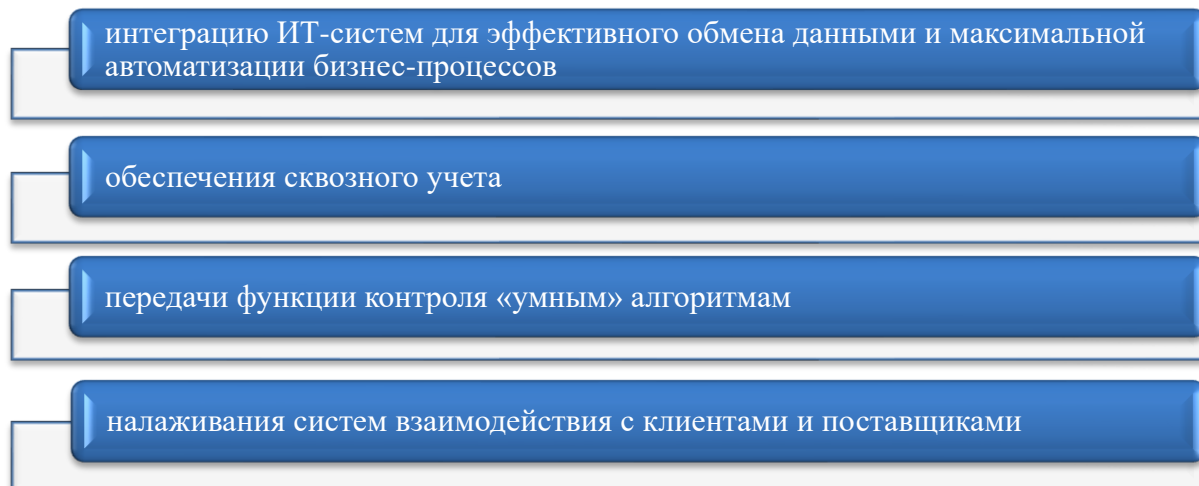 интеграцию ИТ-систем для эффективного обмена данными и максимальной
автоматизации бизнес-процессов
обеспечения сквозного учета
передачи функции контроля «умным» алгоритмам
налаживания систем взаимодействия с клиентами и поставщиками